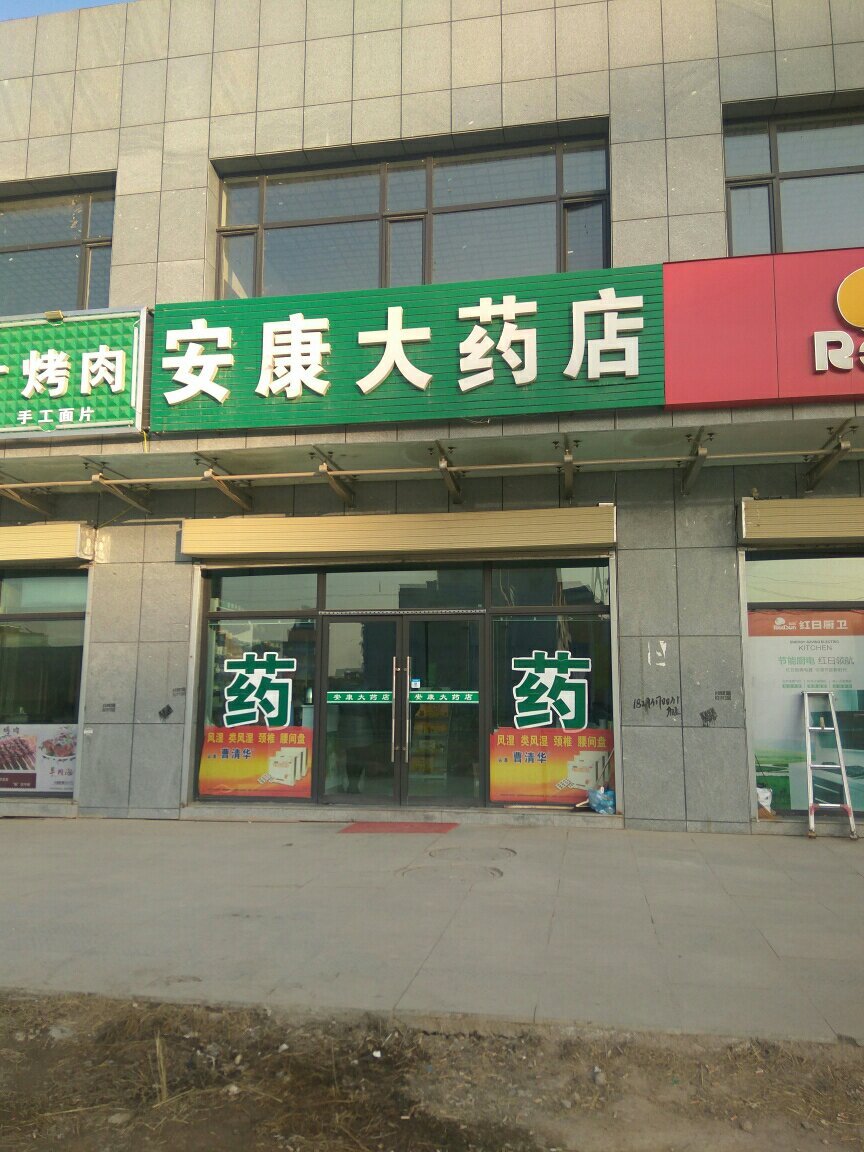 烤肉
手工面片
安康大药店
药
风湿 类风湿 颈椎 腰间盘
曹清华
安康大药店
安康大药店
药
风湿 类风湿 颈椎 腰间盘
曹清华
RedSun 红日厨卫
KITCHEN
节能厨电 红日领航